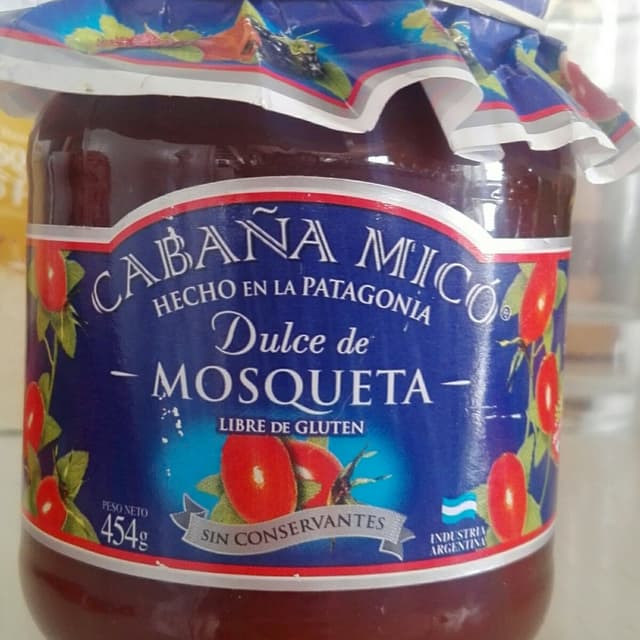 CABAÑA MICÓ®
HECHO EN LA PATAGONIA
Dulce de
MOSQUETA
LIBRE DE GLUTEN
SIN CONSERVANTES
PESO NETO
454g
INDUSTRIA
ARGENTINA